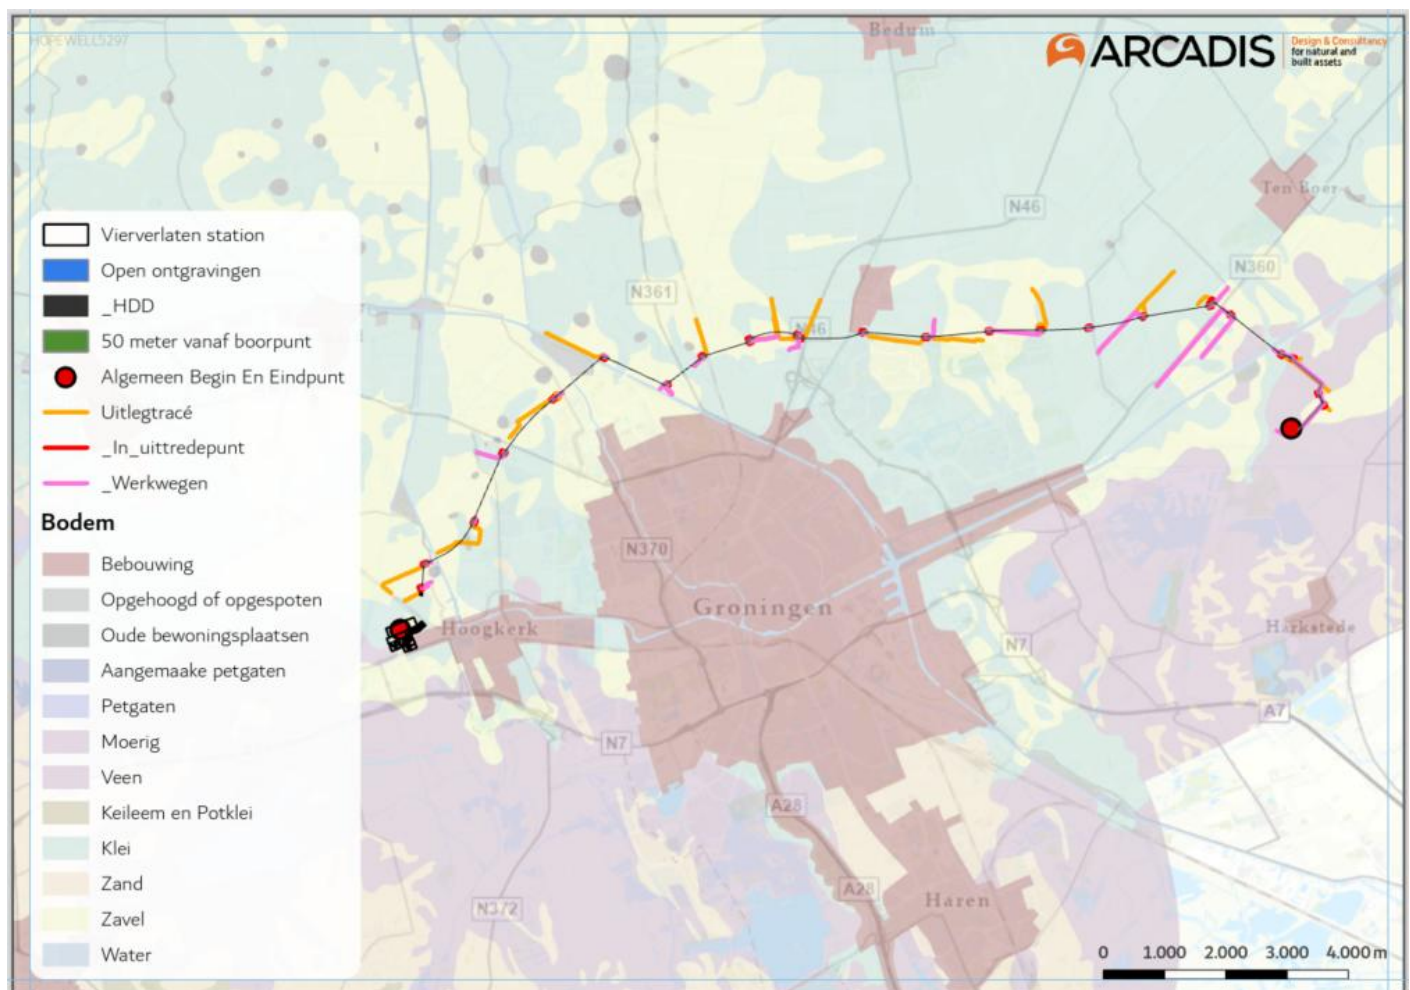 HOPEWELL5297
Bedum
ARCADIS
Design & Consultancy
for natural and
built assets
Ten Boer
N46
N360
N361
N46
Vierverlaten station
Open ontgravingen
_HDD
50 meter vanaf boorpunt
Algemeen Begin En Eindpunt
Uitlegtracé
_In_uittredepunt
_Werkwegen
Bodem
Bebouwing
Opgehoogd of opgespoten
Oude bewoningsplaatsen
Aangemaake petgaten
Petgaten
Moerig
Veen
Keileem en Potklei
Klei
Zand
Zavel
Water
N370
Groningen
Hoogkerk
Harkstede
N7
A7
N7
A28
A28
Haren
N372
0 1.000 2.000 3.000 4.000 m